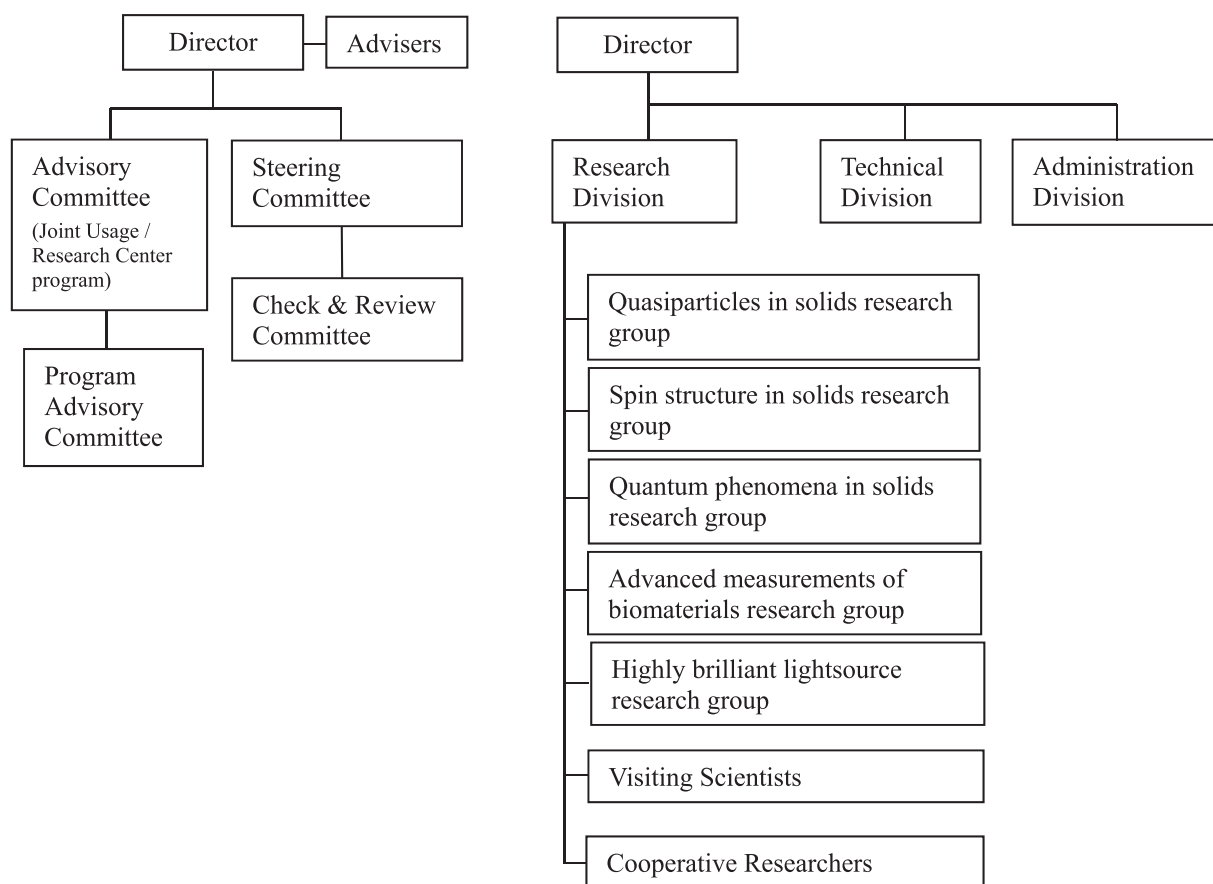 Director
Advisers
Advisory
Committee
(Joint Usage /
Research Center
program)
Steering
Committee
Check & Review
Committee
Program
Advisory
Committee
Director
Research
Division
Technical
Division
Administration
Division
Quasiparticles in solids research
group
Spin structure in solids research
group
Quantum phenomena in solids
research group
Advanced measurements of
biomaterials research group
Highly brilliant lightsource
research group
Visiting Scientists
Cooperative Researchers